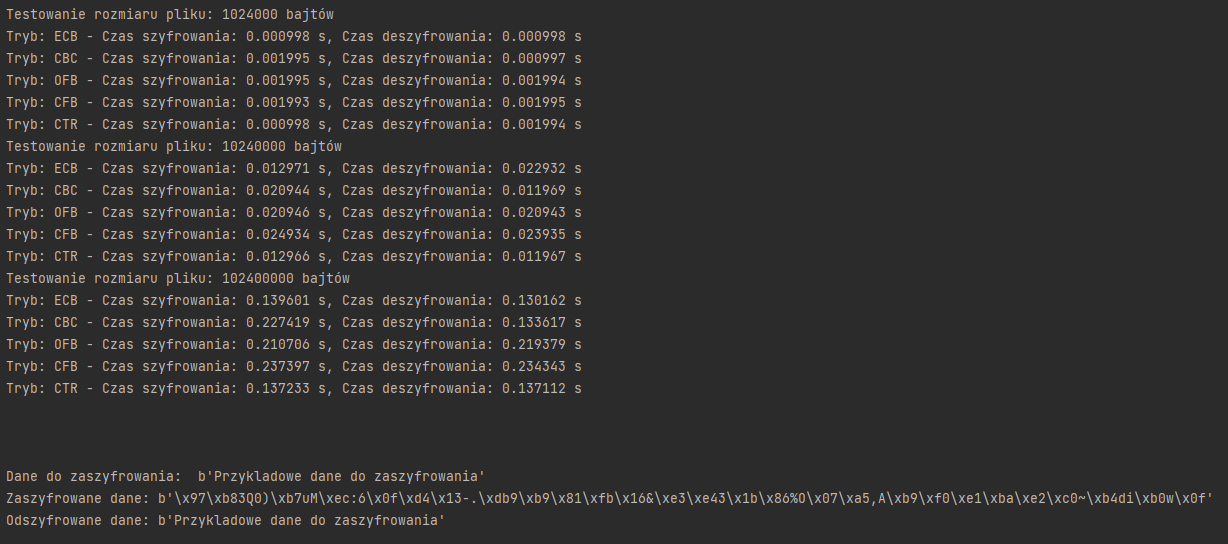 Testowanie rozmiaru pliku: 1024000 bajtów
Tryb: ECB - Czas szyfrowania: 0.000998 s, Czas deszyfrowania: 0.000998 s
Tryb: CBC - Czas szyfrowania: 0.001995 s, Czas deszyfrowania: 0.000997 s
Tryb: OFB - Czas szyfrowania: 0.001995 s, Czas deszyfrowania: 0.001994 s
Tryb: CFB - Czas szyfrowania: 0.001993 s, Czas deszyfrowania: 0.001995 s
Tryb: CTR - Czas szyfrowania: 0.000998 s, Czas deszyfrowania: 0.001994 s
Testowanie rozmiaru pliku: 10240000 bajtów
Tryb: ECB - Czas szyfrowania: 0.012971 s, Czas deszyfrowania: 0.022932 s
Tryb: CBC - Czas szyfrowania: 0.020944 s, Czas deszyfrowania: 0.011969 s
Tryb: OFB - Czas szyfrowania: 0.020946 s, Czas deszyfrowania: 0.020943 s
Tryb: CFB - Czas szyfrowania: 0.024934 s, Czas deszyfrowania: 0.023935 s
Tryb: CTR - Czas szyfrowania: 0.012966 s, Czas deszyfrowania: 0.011967 s
Testowanie rozmiaru pliku: 102400000 bajtów
Tryb: ECB - Czas szyfrowania: 0.139601 s, Czas deszyfrowania: 0.130162 s
Tryb: CBC - Czas szyfrowania: 0.227419 s, Czas deszyfrowania: 0.133617 s
Tryb: OFB - Czas szyfrowania: 0.210706 s, Czas deszyfrowania: 0.219379 s
Tryb: CFB - Czas szyfrowania: 0.237397 s, Czas deszyfrowania: 0.234343 s
Tryb: CTR - Czas szyfrowania: 0.137233 s, Czas deszyfrowania: 0.137112 s
Dane do zaszyfrowania:  b'Przykladowe dane do zaszyfrowania'
Zaszyfrowane dane: b'\x97\xb83Q0)\xb7uM\xec:6\x0f\xd4\x13-.\xdb9\xb9\x81\xfb\x16&\xe3\xe43\x1b\x86%O\x07\xa5,A\xb9\xf0\xe1\xba\xe2\xc0~\xb4di\xb0w\x0f'
Odszyfrowane dane: b'Przykladowe dane do zaszyfrowania'